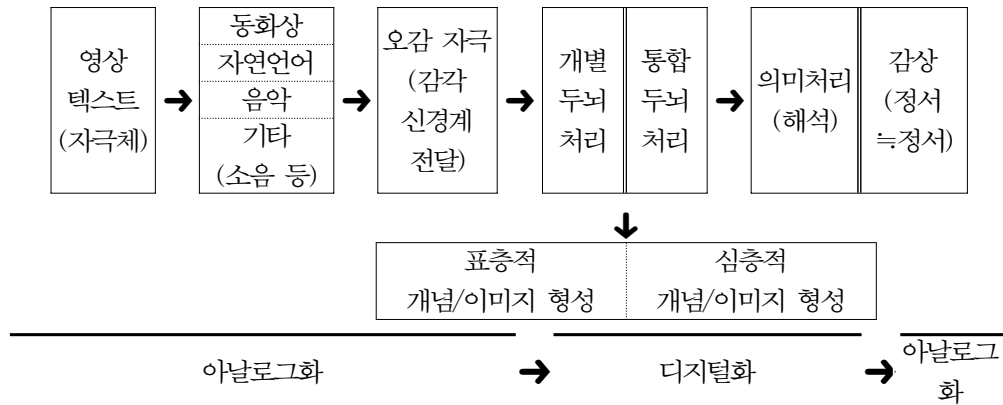 영상
텍스트
(자극체)
동화상
자연언어
음악
기타
(소음 등)
오감 자극
(감각
신경계
전달)
개별
두뇌
처리
통합
두뇌
처리
의미처리
(해석)
감상
(정서
≒정서)
표층적
개념/이미지 형성
심층적
개념/이미지 형성
아날로그화
디지털화
아날로그
화